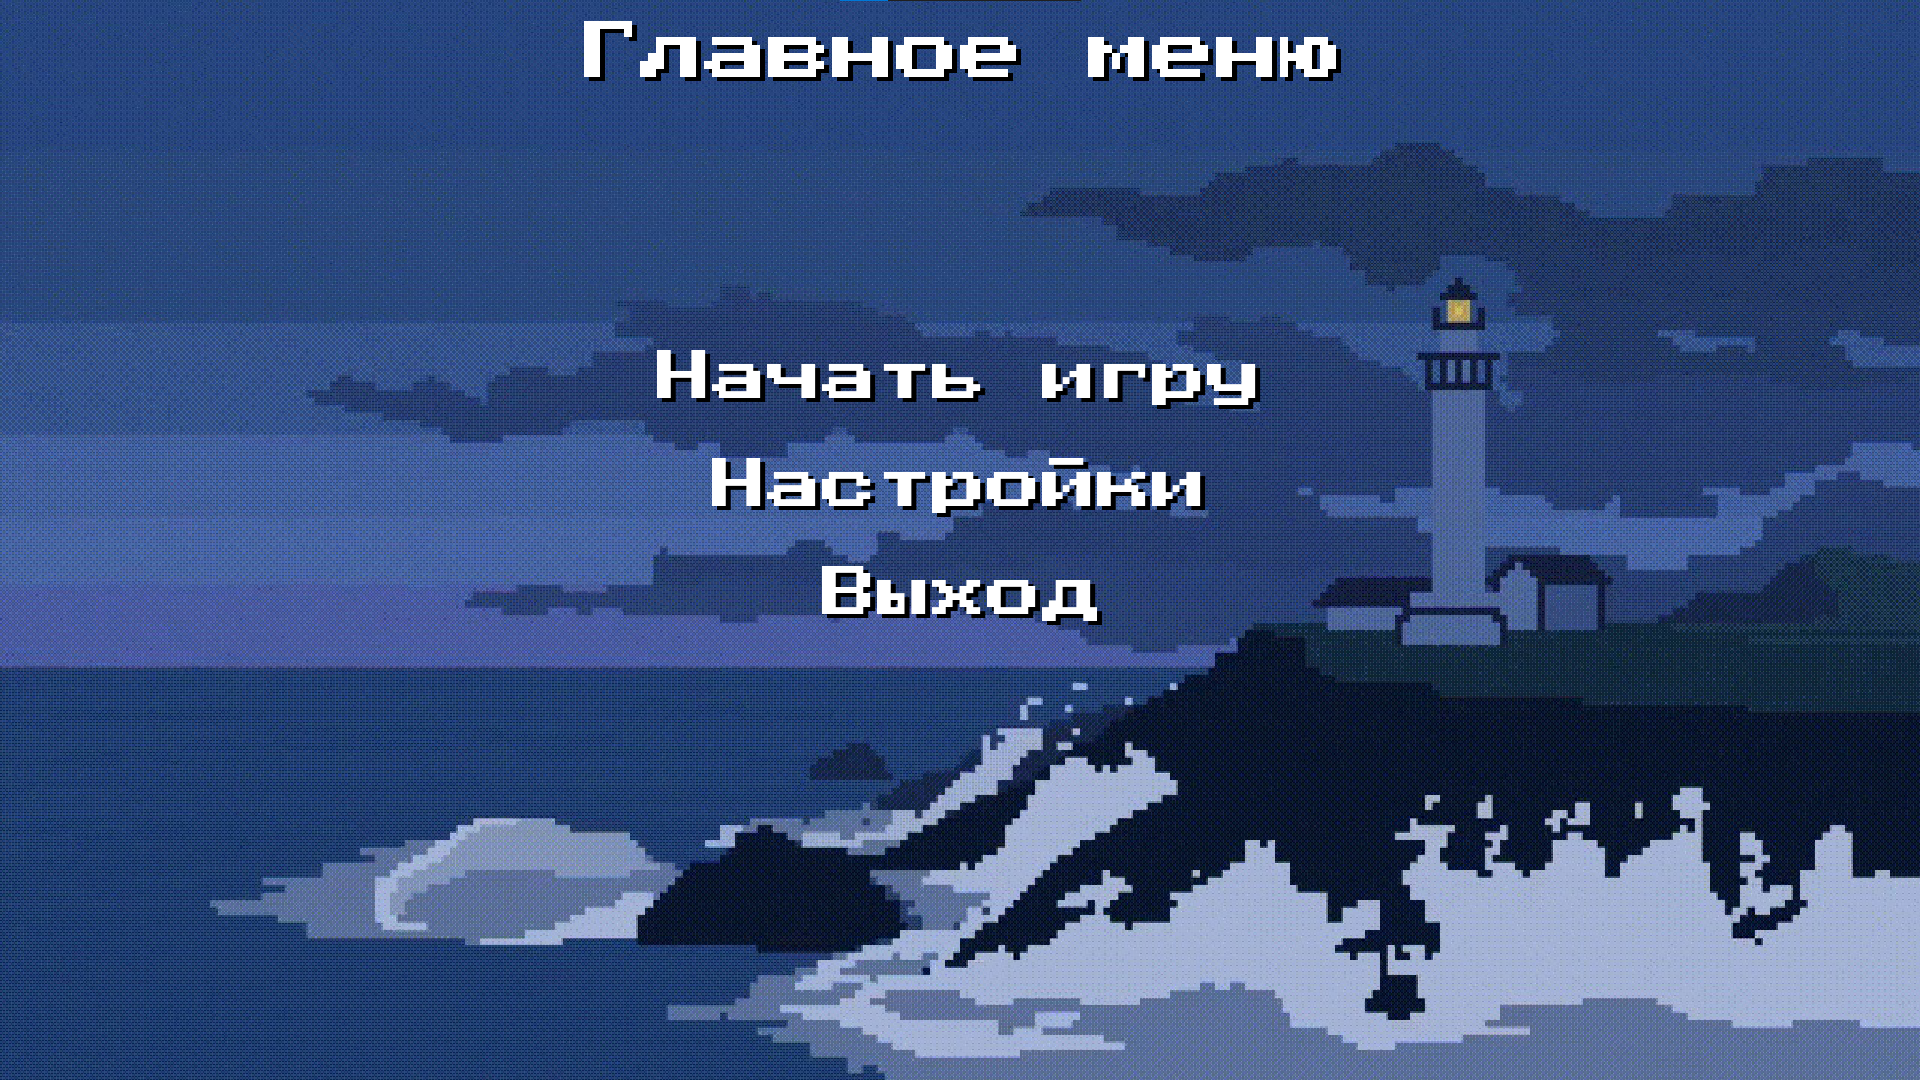 Главное меню
Начать игру
Настройки
Выход